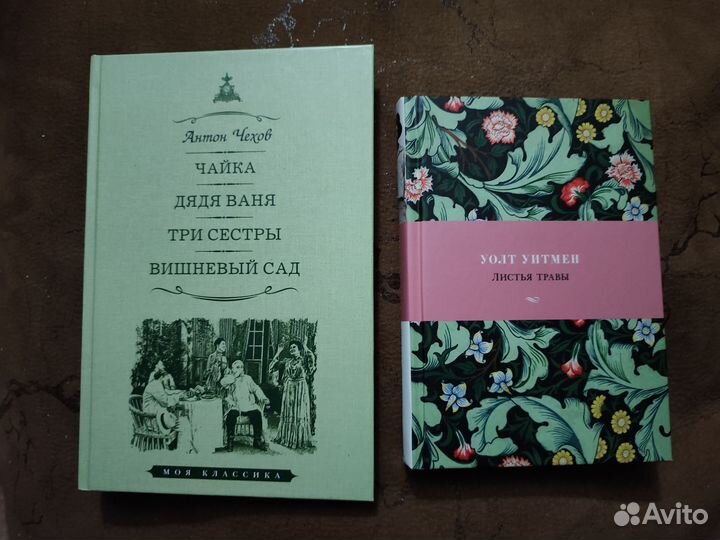 Антон Чехов
ЧАЙКА
ДЯДЯ ВАНЯ
ТРИ СЕСТРЫ
ВИШНЕВЫЙ САД
МОЯ КЛАССИКА
УОЛТ УИТМЕН
ЛИСТЬЯ ТРАВЫ
Avito